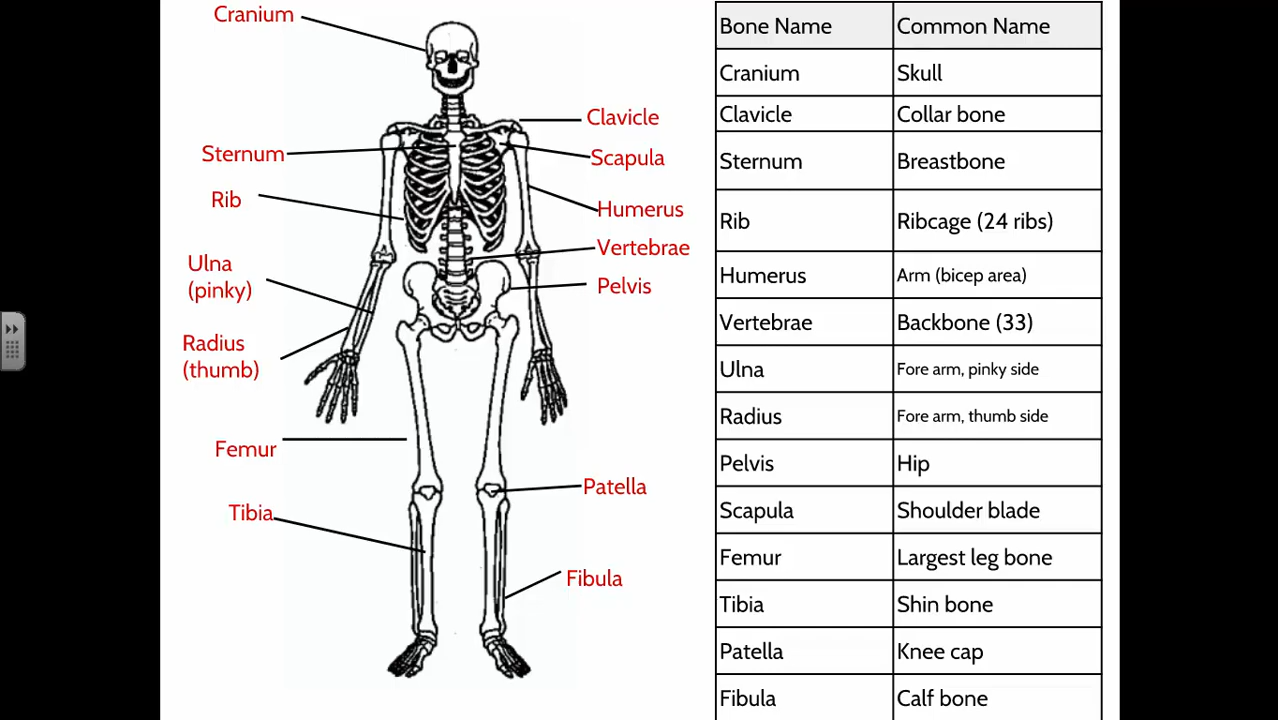 Cranium
Clavicle
Sternum
Scapula
Rib
Humerus
Vertebrae
Ulna
(pinky)
Pelvis
Radius
(thumb)
Femur
Patella
Tibia
Fibula
Bone Name Common Name
Cranium Skull
Clavicle Collar bone
Sternum Breastbone
Rib Ribcage (24 ribs)
Humerus Arm (bicep area)
Vertebrae Backbone (33)
Ulna Fore arm, pinky side
Radius Fore arm, thumb side
Pelvis Hip
Scapula Shoulder blade
Femur Largest leg bone
Tibia Shin bone
Patella Knee cap
Fibula Calf bone